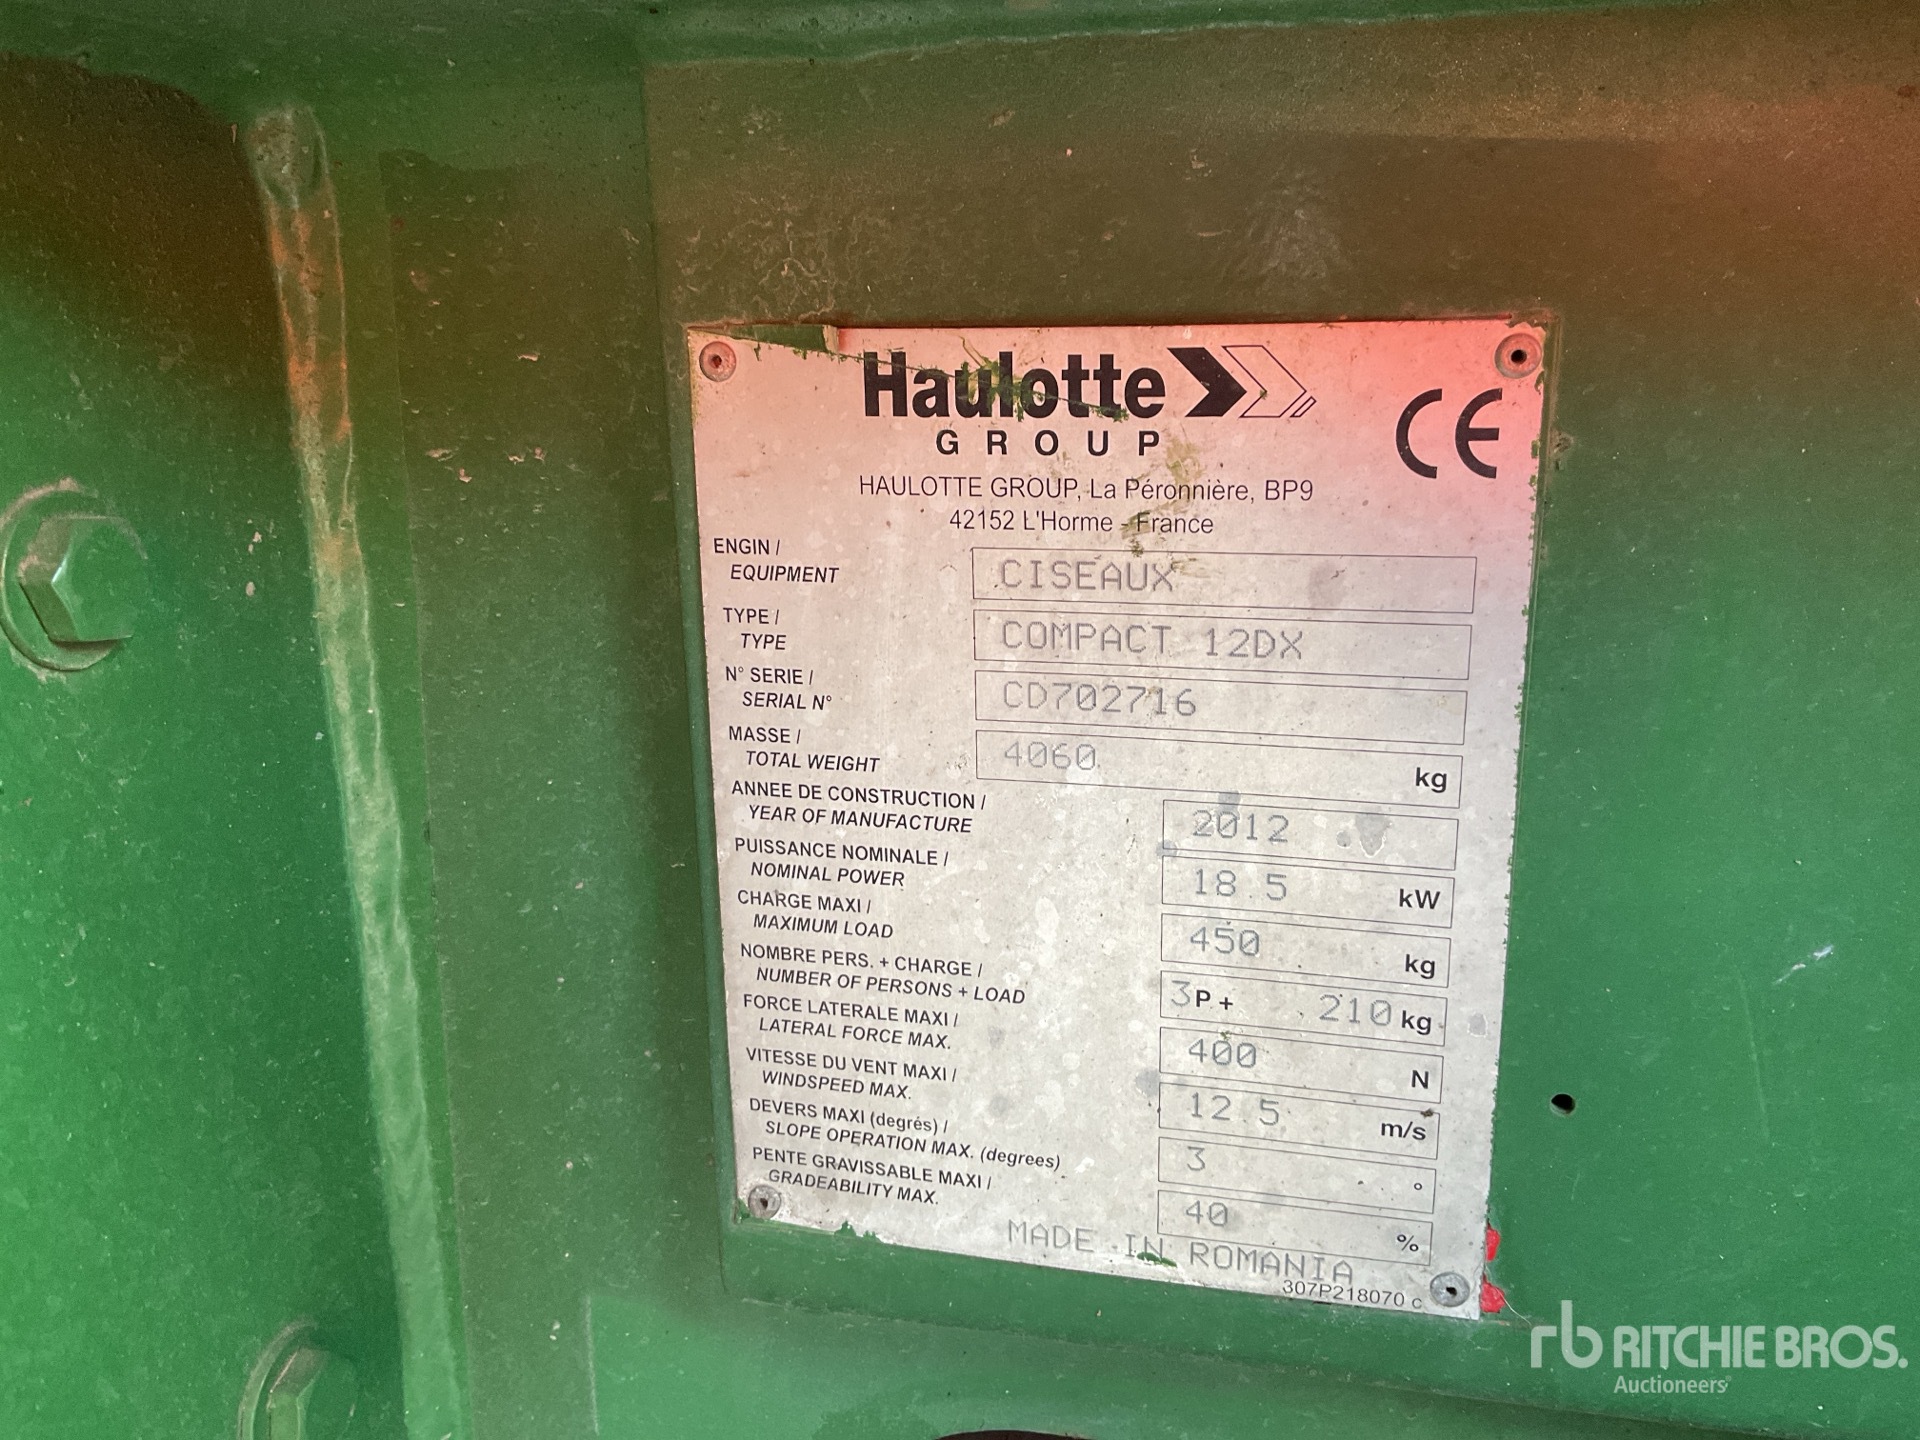 Haulotte
GROUP
CE
HAULOTTE GROUP, La Péronnière, BP9
42152 L'Horme - France
ENGIN /
EQUIPMENT
CISEAUX
TYPE /
TYPE
COMPACT 12DX
N° SERIE /
SERIAL N°
CD702716
MASSE /
TOTAL WEIGHT
4060 kg
ANNEE DE CONSTRUCTION /
YEAR OF MANUFACTURE
2012
PUISSANCE NOMINALE /
NOMINAL POWER
18.5 kW
CHARGE MAXI /
MAXIMUM LOAD
450 kg
NOMBRE PERS. + CHARGE /
NUMBER OF PERSONS + LOAD
3P + 210 kg
FORCE LATERALE MAXI /
LATERAL FORCE MAX.
400 N
VITESSE DU VENT MAXI /
WINDSPEED MAX.
12.5 m/s
DEVERS MAXI (degrés) /
SLOPE OPERATION MAX. (degrees)
3 °
PENTE GRAVISSABLE MAXI /
GRADEABILITY MAX.
40 %
MADE IN ROMANIA
307P218070 c
rb RITCHIE BROS.
Auctioneers